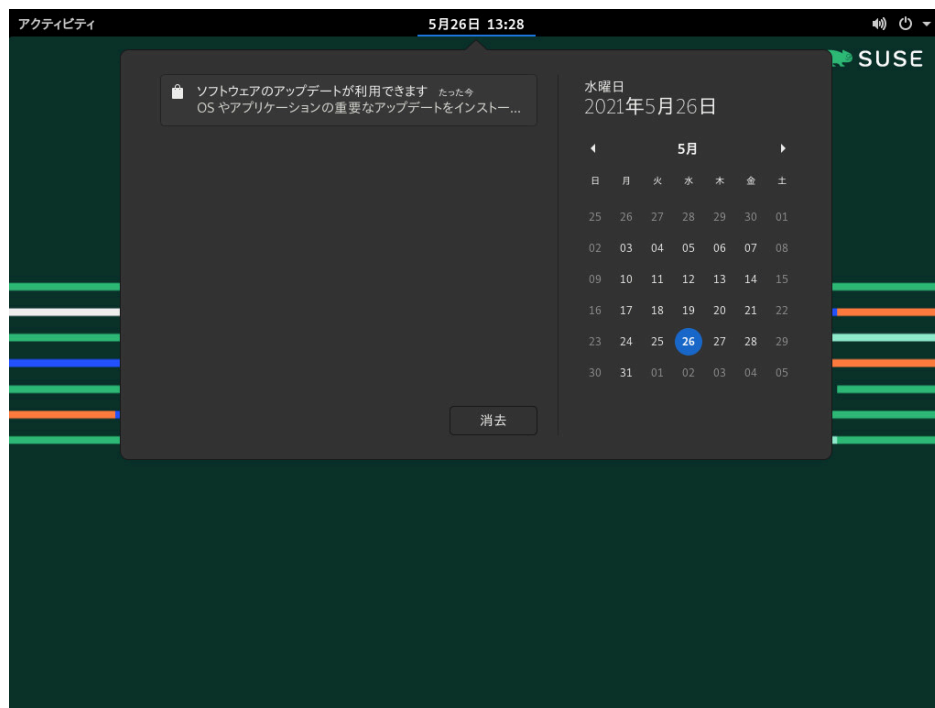 アクティビティ
5月26日 13:28
SUSE
ソフトウェアのアップデートが利用できます たった今
OS やアプリケーションの重要なアップデートをインストー...
消去
水曜日
2021年5月26日
5月
日 月 火 水 木 金 土
25 26 27 28 29 30 01
02 03 04 05 06 07 08
09 10 11 12 13 14 15
16 17 18 19 20 21 22
23 24 25 26 27 28 29
30 31 01 02 03 04 05